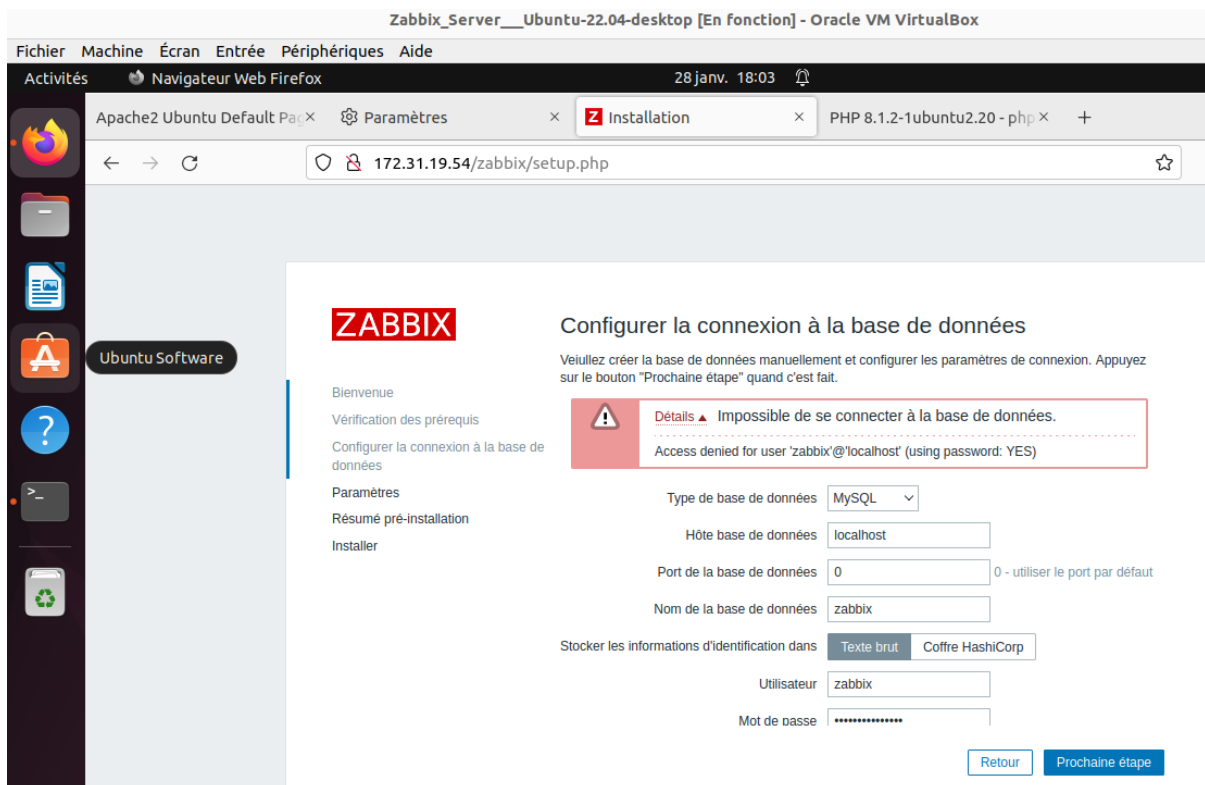 Zabbix_Server___Ubuntu-22.04-desktop [En fonction] - Oracle VM VirtualBox
Fichier Machine Écran Entrée Périphériques Aide
Activités Navigateur Web Firefox 28 janv. 18:03
Apache2 Ubuntu Default Pag × Paramètres × Z Installation × PHP 8.1.2-1ubuntu2.20 - php × +
172.31.19.54/zabbix/setup.php
ZABBIX
Configurer la connexion à la base de données
Veiullez créer la base de données manuellement et configurer les paramètres de connexion. Appuyez
sur le bouton "Prochaine étape" quand c'est fait.
Ubuntu Software
Bienvenue
Vérification des prérequis
Configurer la connexion à la base de
données
Paramètres
Résumé pré-installation
Installer
Détails Impossible de se connecter à la base de données.
Access denied for user 'zabbix'@'localhost' (using password: YES)
Type de base de données MySQL
Hôte base de données localhost
Port de la base de données 0 0 - utiliser le port par défaut
Nom de la base de données zabbix
Stocker les informations d'identification dans Texte brut Coffre HashiCorp
Utilisateur zabbix
Mot de passe •••••••••••••••
Retour Prochaine étape